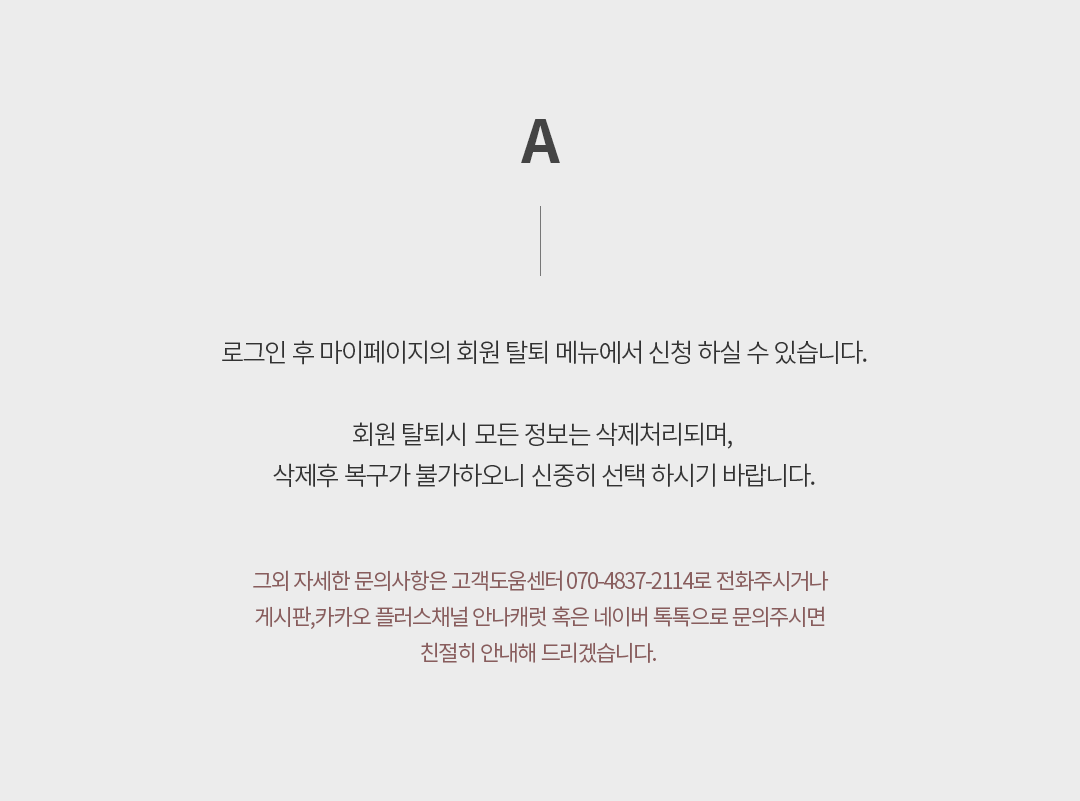 A
로그인 후 마이페이지의 회원 탈퇴 메뉴에서 신청 하실 수 있습니다.
회원 탈퇴시 모든 정보는 삭제처리되며,
삭제후 복구가 불가하오니 신중히 선택 하시기 바랍니다.
그외 자세한 문의사항은 고객도움센터 070-4837-2114로 전화주시거나
게시판,카카오 플러스채널 안나캐럿 혹은 네이버 톡톡으로 문의주시면
친절히 안내해 드리겠습니다.